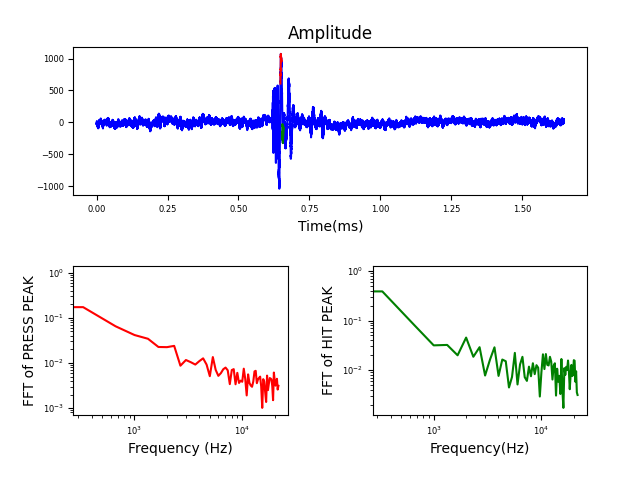 Amplitude
1000
500
0
−500
−1000
0.00 0.25 0.50 0.75 1.00 1.25 1.50
Time(ms)
FFT of PRESS PEAK
10⁰
10⁻¹
10⁻²
10⁻³
10³ 10⁴
Frequency (Hz)
FFT of HIT PEAK
10⁰
10⁻¹
10⁻²
10³ 10⁴
Frequency(Hz)